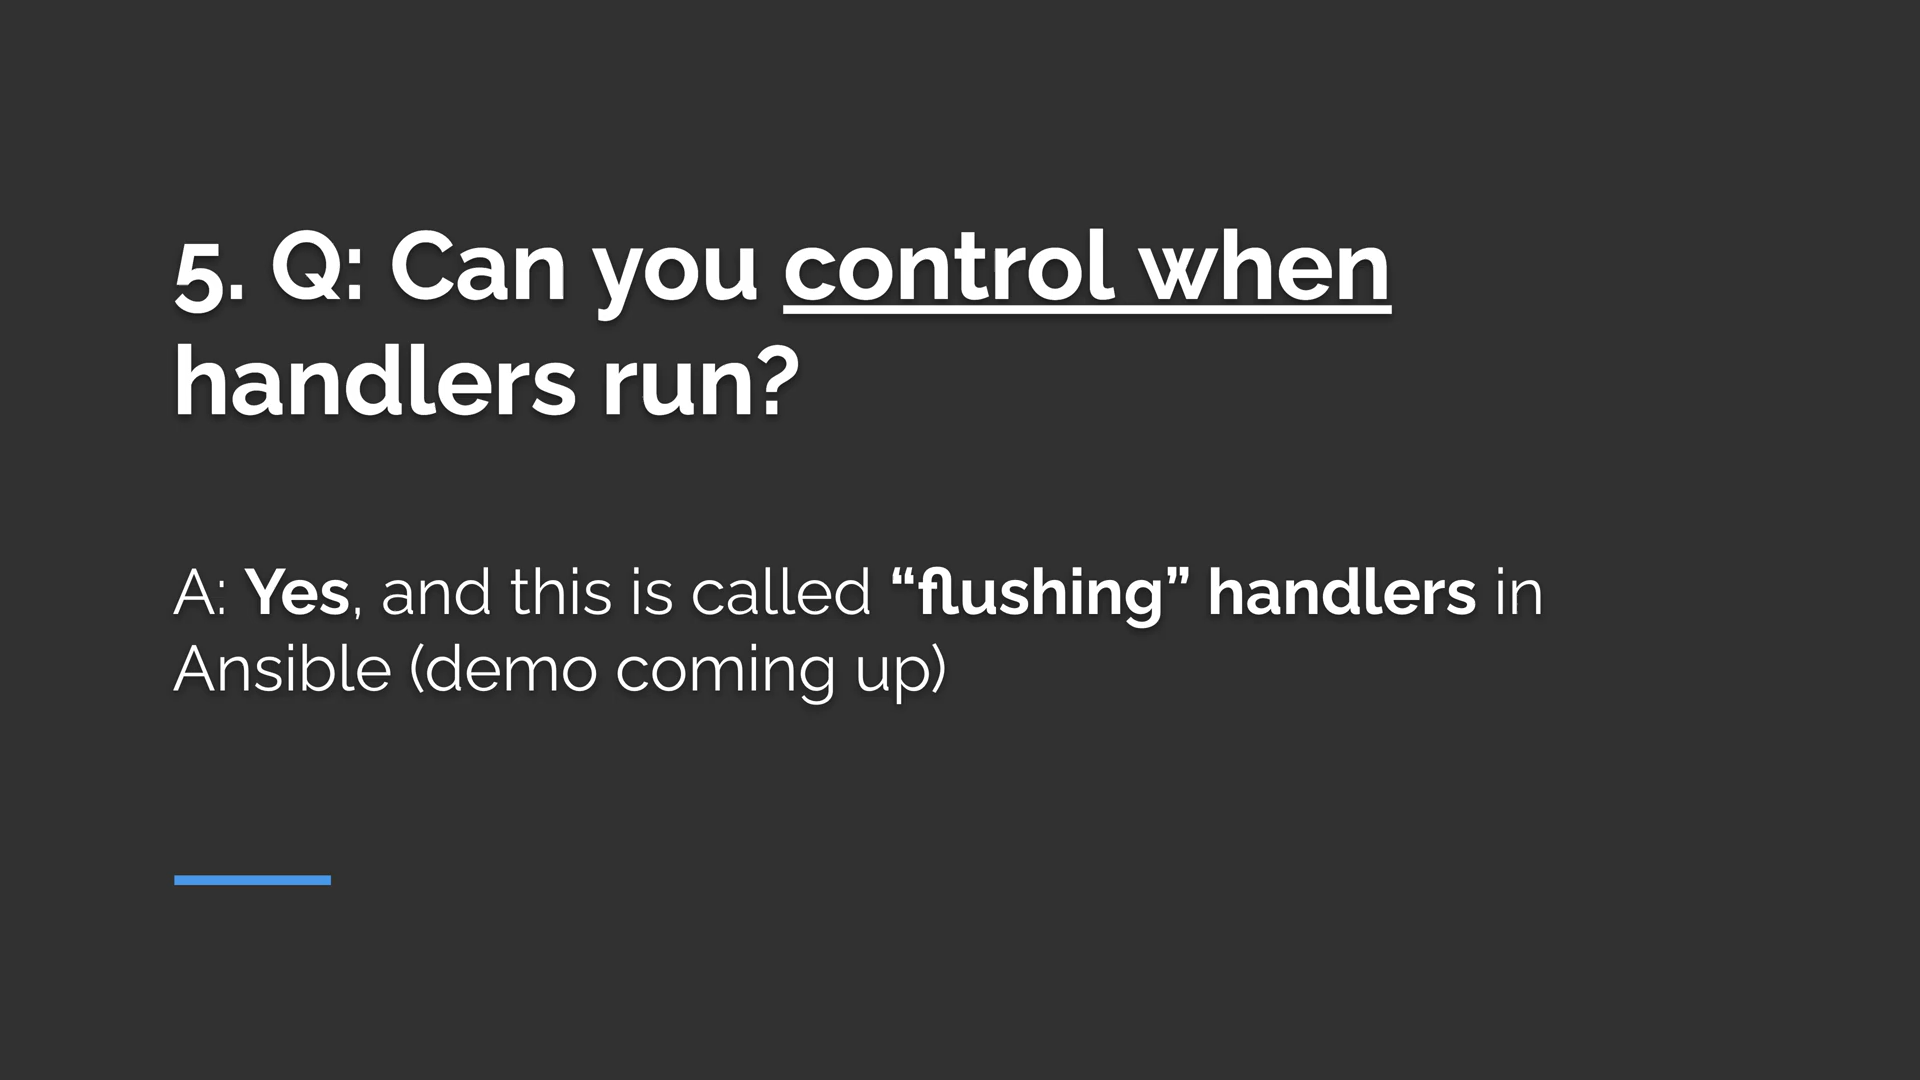 5. Q: Can you control when
handlers run?
A: Yes, and this is called “flushing” handlers in
Ansible (demo coming up)